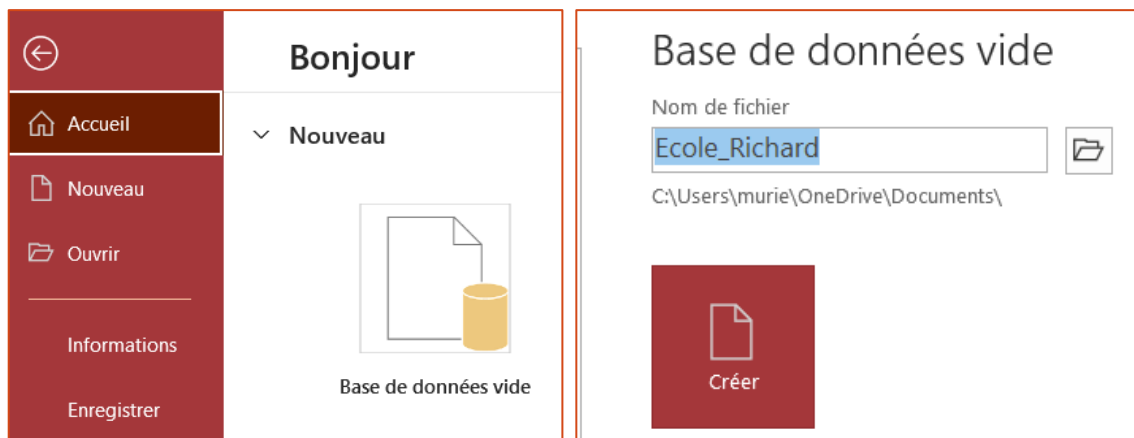 Bonjour
Accueil
Nouveau
Nouveau
Ouvrir
Informations
Enregistrer
Base de données vide
Base de données vide
Nom de fichier
Ecole_Richard
C:\Users\murie\OneDrive\Documents\
Créer